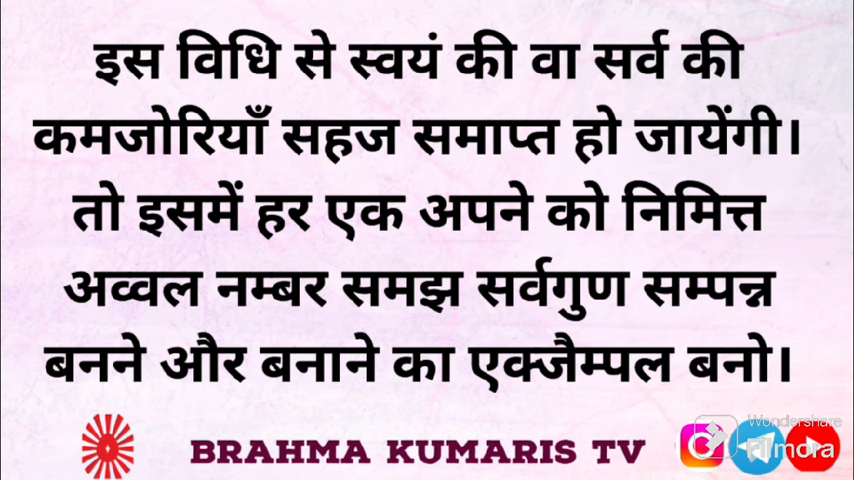 इस विधि से स्वयं की वा सर्व की
कमजोरियाँ सहज समाप्त हो जायेंगी।
तो इसमें हर एक अपने को निमित्त
अव्वल नम्बर समझ सर्वगुण सम्पन्न
बनने और बनाने का एक्जैम्पल बनो।
BRAHMA KUMARIS TV
Wondershare
Filmora